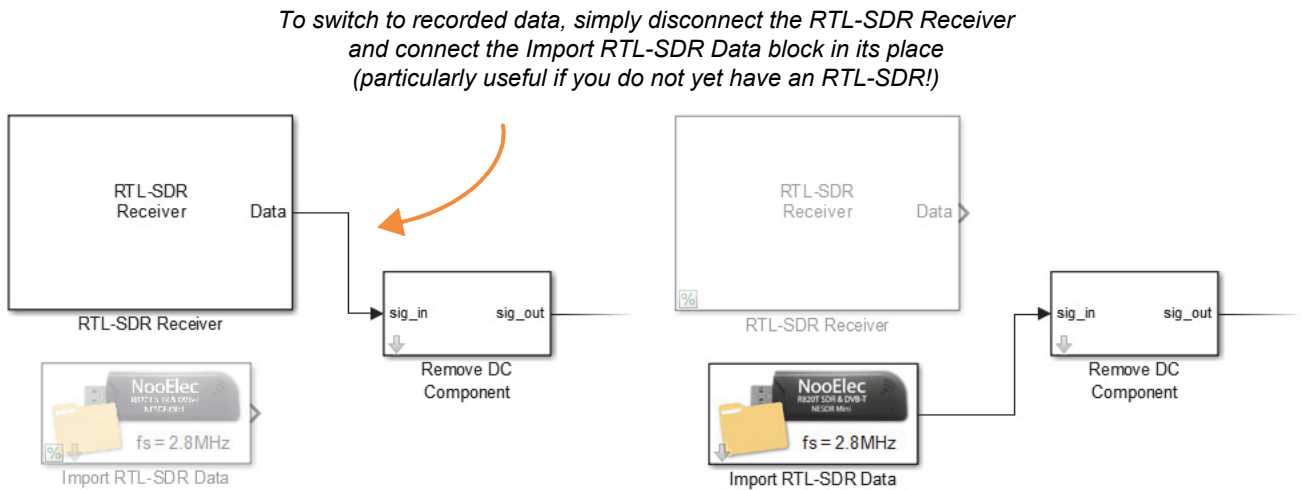 To switch to recorded data, simply disconnect the RTL-SDR Receiver
and connect the Import RTL-SDR Data block in its place
(particularly useful if you do not yet have an RTL-SDR!)
RTL-SDR
Receiver
Data
RTL-SDR Receiver
sig_in
sig_out
Remove DC
Component
NooElec
NESDR Mini
fs = 2.8MHz
%
Import RTL-SDR Data
RTL-SDR
Receiver
Data
%
RTL-SDR Receiver
sig_in
sig_out
Remove DC
Component
NooElec
R820T SDR & DVB-T
NESDR Mini
fs = 2.8MHz
Import RTL-SDR Data